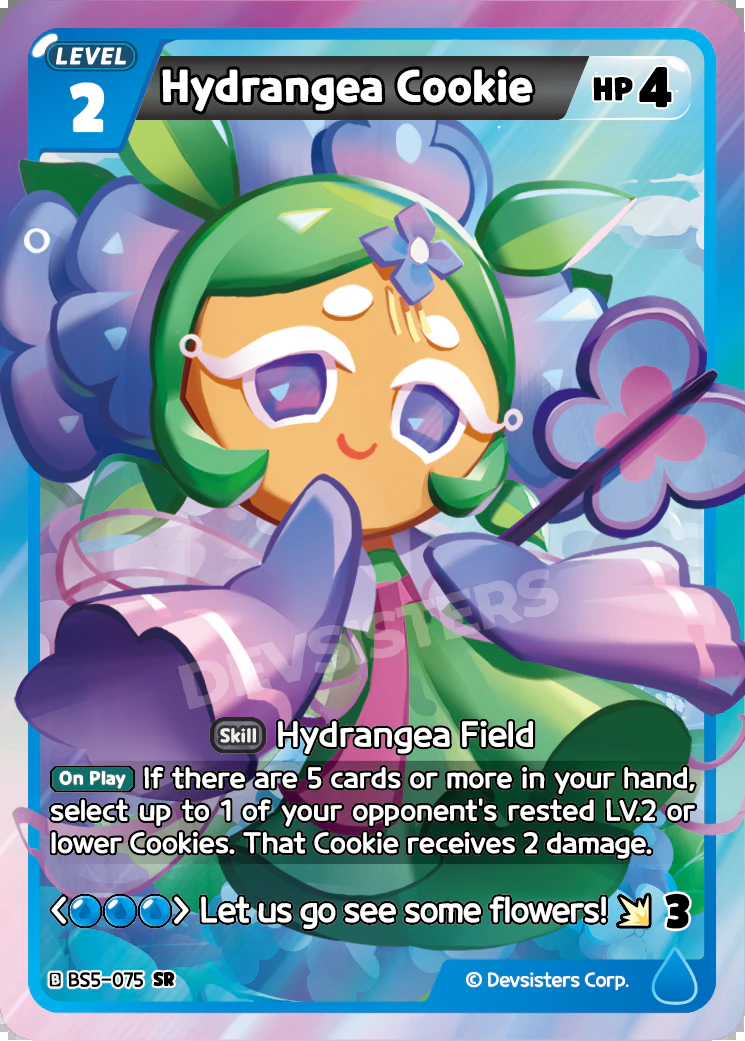 LEVEL
2
Hydrangea Cookie
HP 4
DEVSISTERS
Skill Hydrangea Field
On Play If there are 5 cards or more in your hand,
select up to 1 of your opponent's rested LV.2 or
lower Cookies. That Cookie receives 2 damage.
Let us go see some flowers! 3
B BS5-075 SR
© Devsisters Corp.